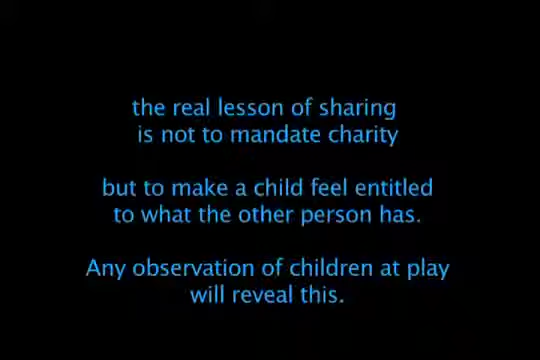 the real lesson of sharing
is not to mandate charity
but to make a child feel entitled
to what the other person has.
Any observation of children at play
will reveal this.